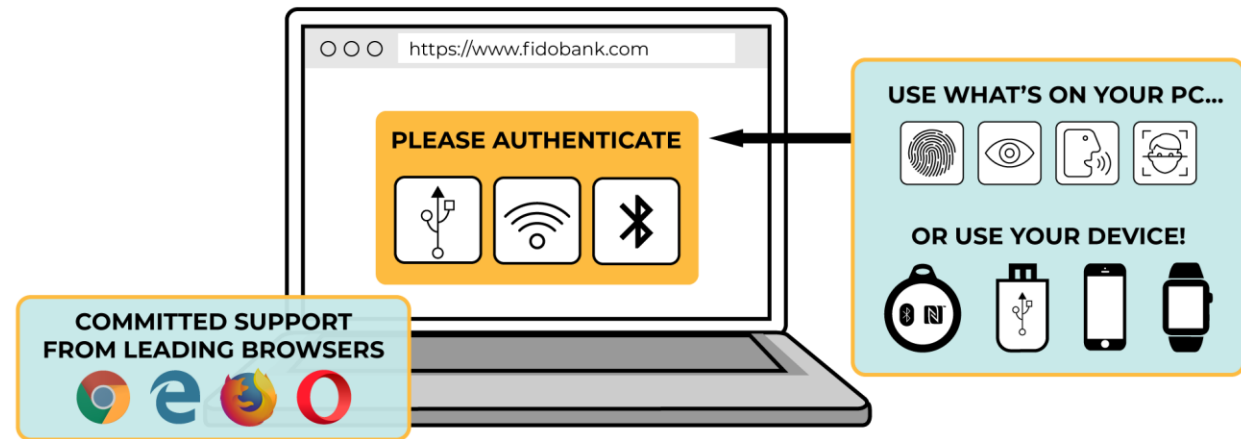 https://www.fidobank.com
PLEASE AUTHENTICATE
USE WHAT'S ON YOUR PC...
OR USE YOUR DEVICE!
COMMITTED SUPPORT
FROM LEADING BROWSERS